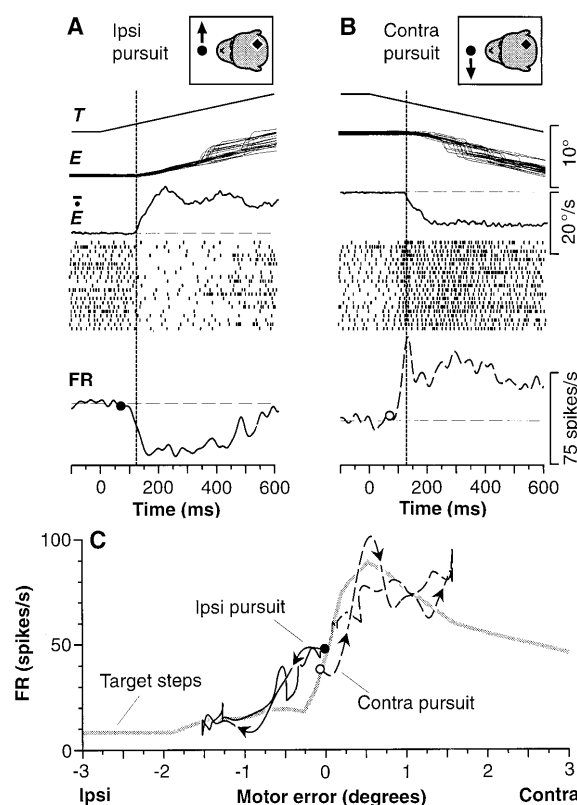 A
Ipsi
pursuit
B
Contra
pursuit
T
E
Ė
10°
20°/s
FR
75 spikes/s
0 200 400 600
Time (ms)
0 200 400 600
Time (ms)
C
100
50
0
FR (spikes/s)
Ipsi pursuit
Target steps
Contra pursuit
-3 -2 -1 0 1 2 3
Ipsi Motor error (degrees) Contra